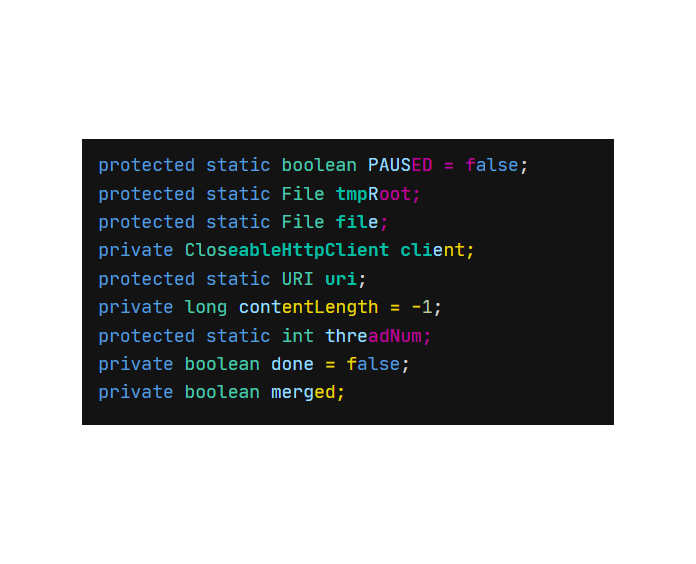 protected static boolean PAUSED = false;
protected static File tmpRoot;
protected static File file;
private CloseableHttpClient client;
protected static URI uri;
private long contentLength = -1;
protected static int threadNum;
private boolean done = false;
private boolean merged;